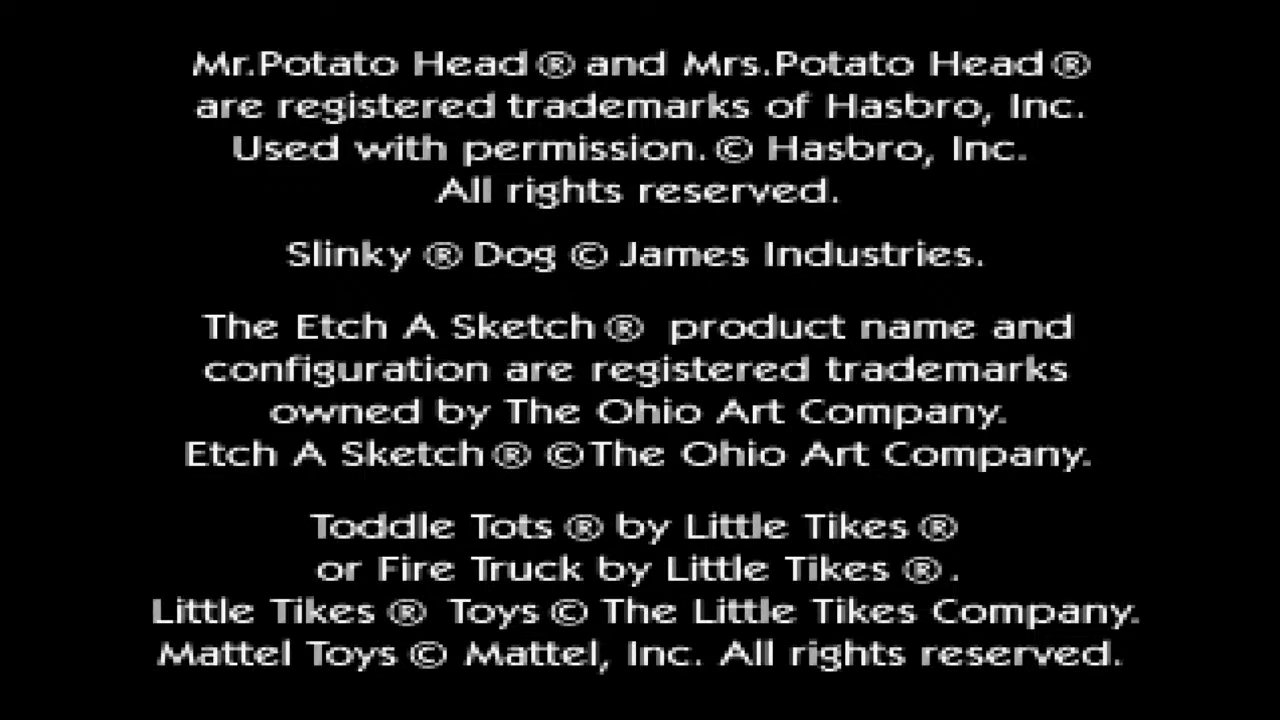 Mr.Potato Head ® and Mrs.Potato Head ®
are registered trademarks of Hasbro, Inc.
Used with permission. © Hasbro, Inc.
All rights reserved.
Slinky ® Dog © James Industries.
The Etch A Sketch ® product name and
configuration are registered trademarks
owned by The Ohio Art Company.
Etch A Sketch ® © The Ohio Art Company.
Toddle Tots ® by Little Tikes ®
or Fire Truck by Little Tikes ® .
Little Tikes ® Toys © The Little Tikes Company.
Mattel Toys © Mattel, Inc. All rights reserved.